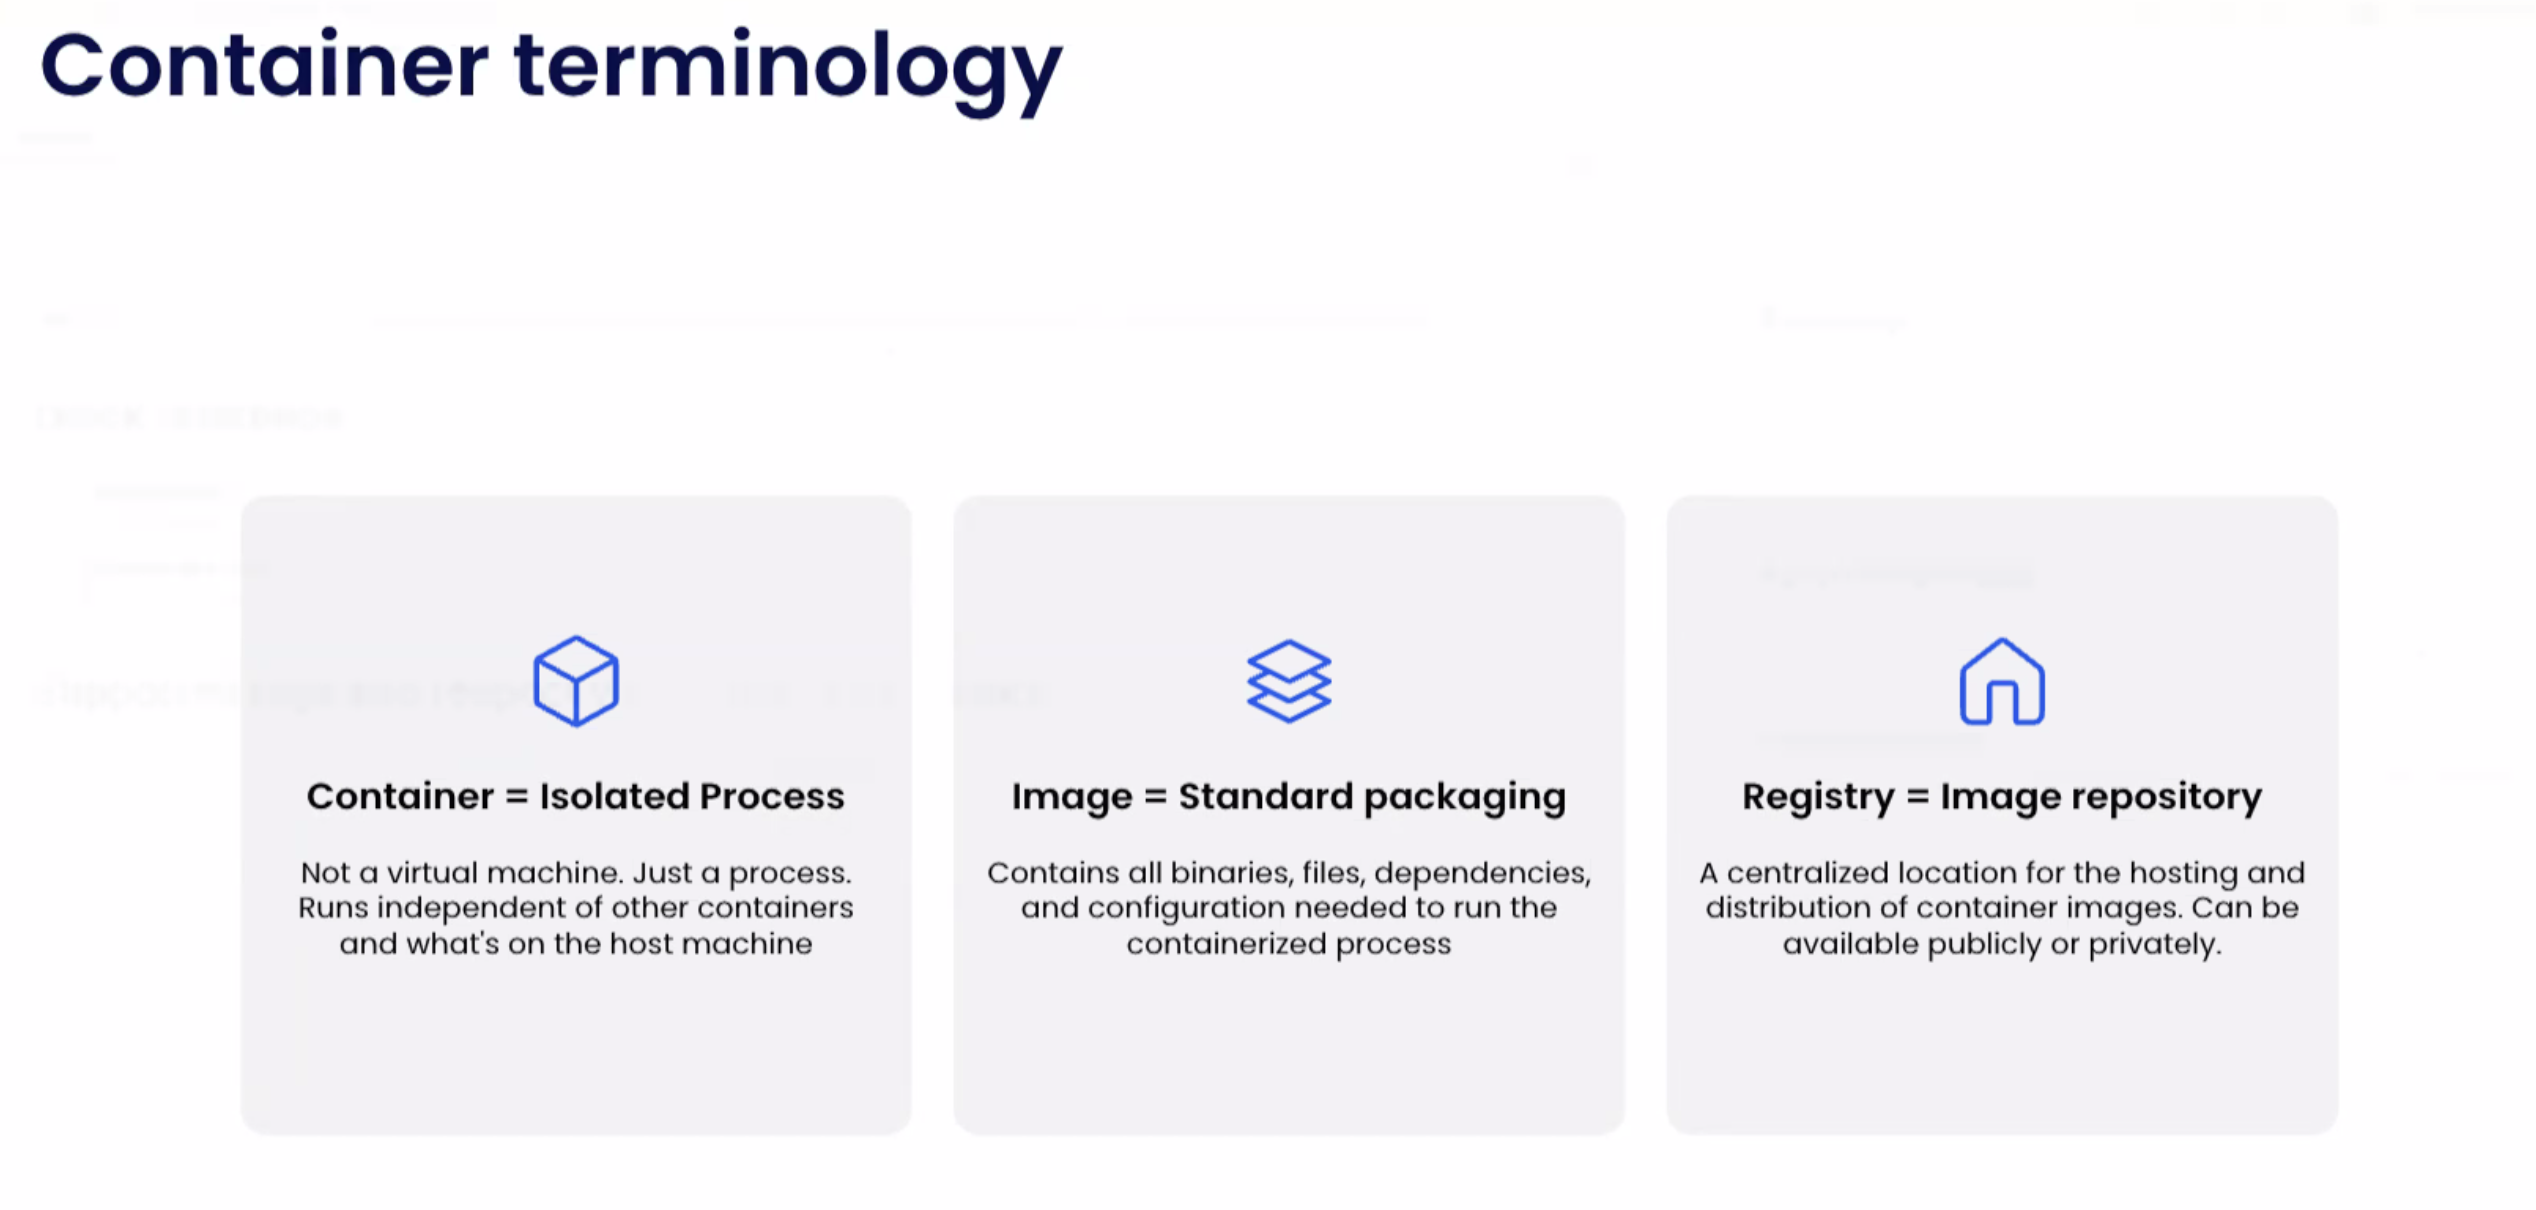 Container terminology
Container = Isolated Process
Not a virtual machine. Just a process.
Runs independent of other containers
and what's on the host machine
Image = Standard packaging
Contains all binaries, files, dependencies,
and configuration needed to run the
containerized process
Registry = Image repository
A centralized location for the hosting and
distribution of container images. Can be
available publicly or privately.